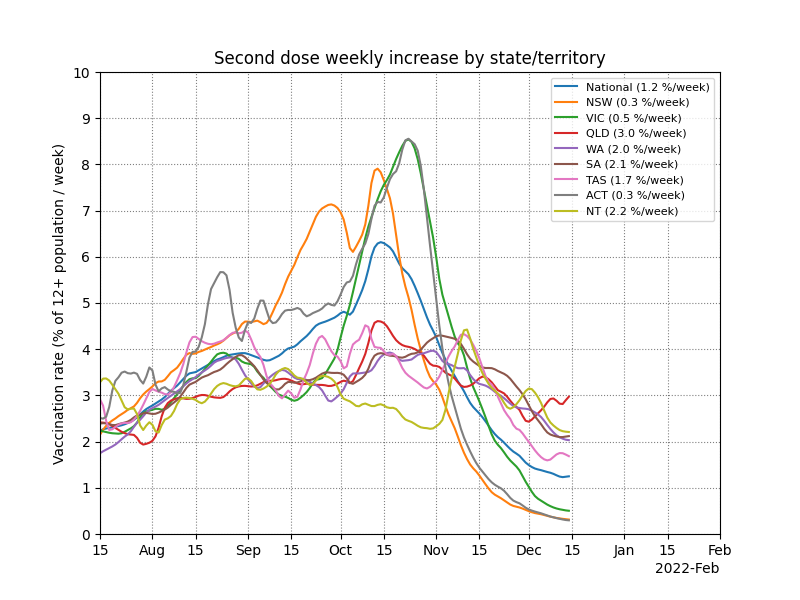 Second dose weekly increase by state/territory
Vaccination rate (% of 12+ population / week)
10
9
8
7
6
5
4
3
2
1
0
National (1.2 %/week)
NSW (0.3 %/week)
VIC (0.5 %/week)
QLD (3.0 %/week)
WA (2.0 %/week)
SA (2.1 %/week)
TAS (1.7 %/week)
ACT (0.3 %/week)
NT (2.2 %/week)
15 Aug 15 Sep 15 Oct 15 Nov 15 Dec 15 Jan 15 Feb
2022-Feb